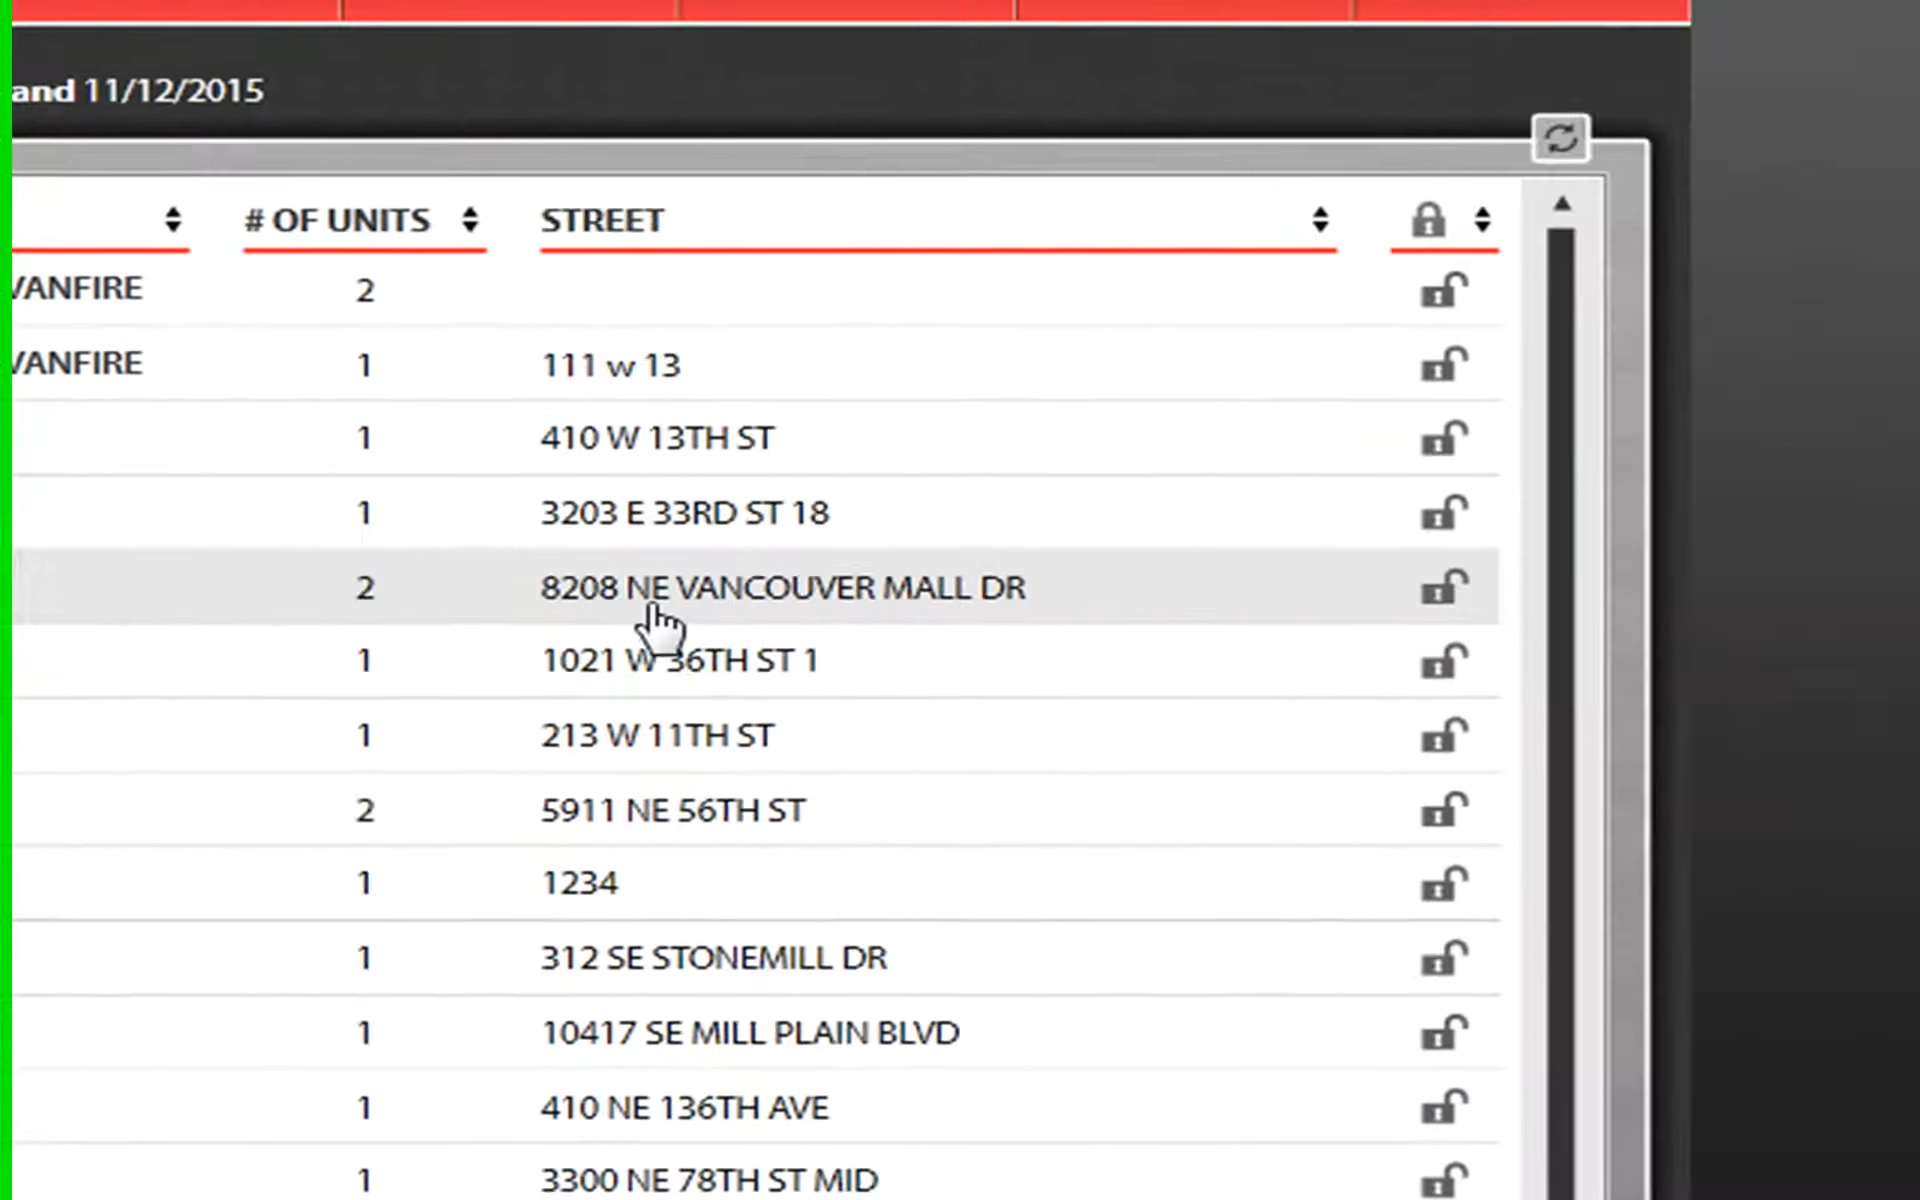 and 11/12/2015
# OF UNITS STREET
VANFIRE 2
VANFIRE 1 111 w 13
1 410 W 13TH ST
1 3203 E 33RD ST 18
2 8208 NE VANCOUVER MALL DR
1 1021 W 36TH ST 1
1 213 W 11TH ST
2 5911 NE 56TH ST
1 1234
1 312 SE STONEMILL DR
1 10417 SE MILL PLAIN BLVD
1 410 NE 136TH AVE
1 3300 NE 78TH ST MID